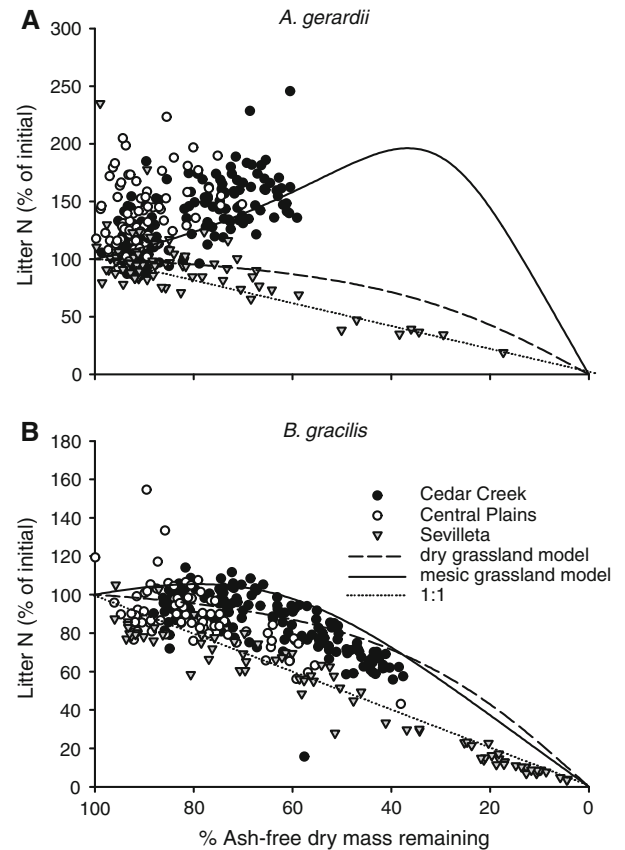 A
A. gerardii
300
250
200
150
100
50
0
Litter N (% of initial)
B
B. gracilis
180
160
140
120
100
80
60
40
20
0
Litter N (% of initial)
Cedar Creek
Central Plains
Sevilleta
dry grassland model
mesic grassland model
1:1
100 80 60 40 20 0
% Ash-free dry mass remaining